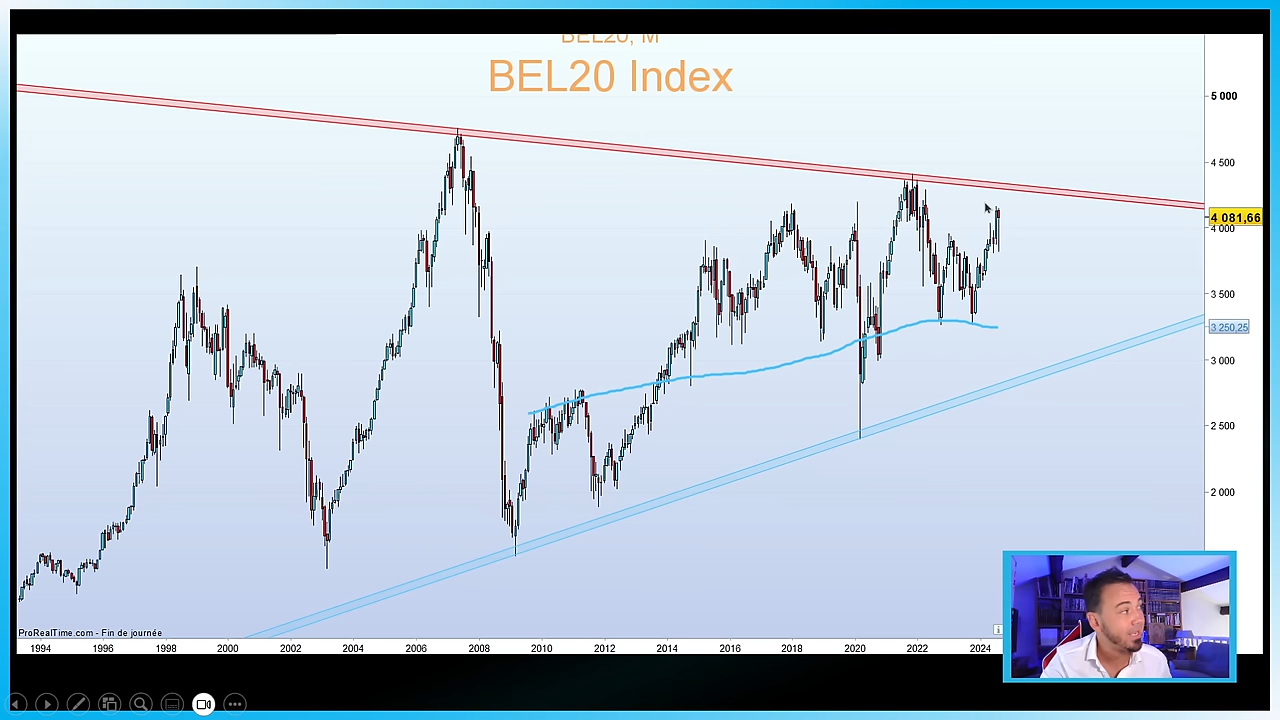 BEL20, M
BEL20 Index
5 000
4 500
4 081,66
4 000
3 500
3 250,25
3 000
2 500
2 000
ProRealTime.com - Fin de journée
1994 1996 1998 2000 2002 2004 2006 2008 2010 2012 2014 2016 2018 2020 2022 2024